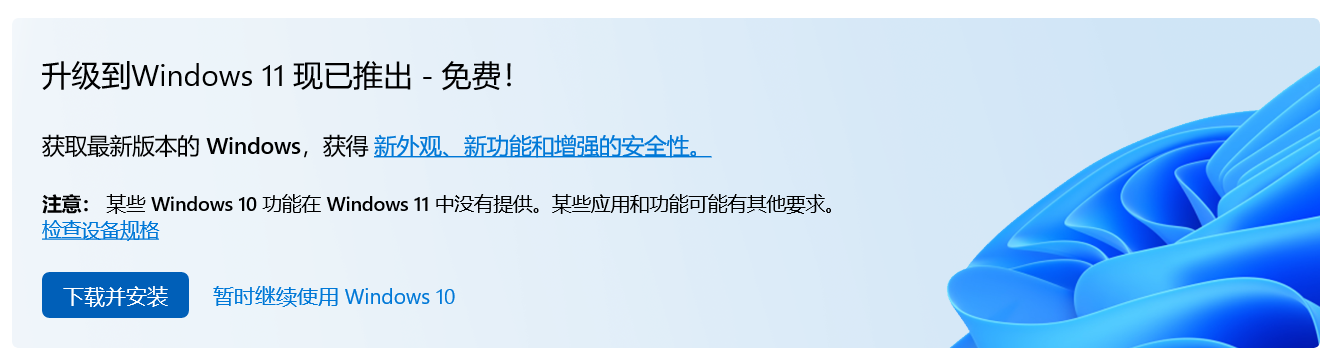 升级到Windows 11 现已推出 - 免费！
获取最新版本的 Windows，获得 新外观、新功能和增强的安全性。
注意： 某些 Windows 10 功能在 Windows 11 中没有提供。某些应用和功能可能有其他要求。
检查设备规格
下载并安装 暂时继续使用 Windows 10